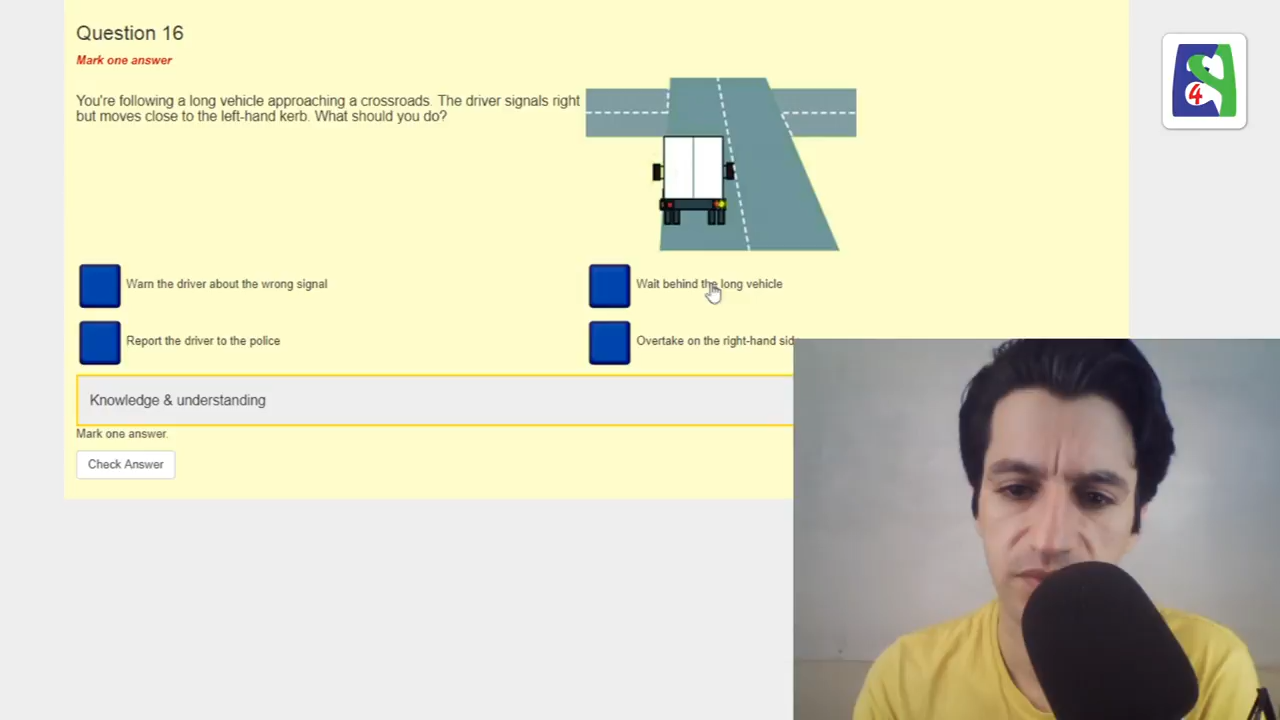 Question 16
Mark one answer
You're following a long vehicle approaching a crossroads. The driver signals right
but moves close to the left-hand kerb. What should you do?
Warn the driver about the wrong signal
Wait behind the long vehicle
Report the driver to the police
Overtake on the right-hand
Knowledge & understanding
Mark one answer.
Check Answer
4